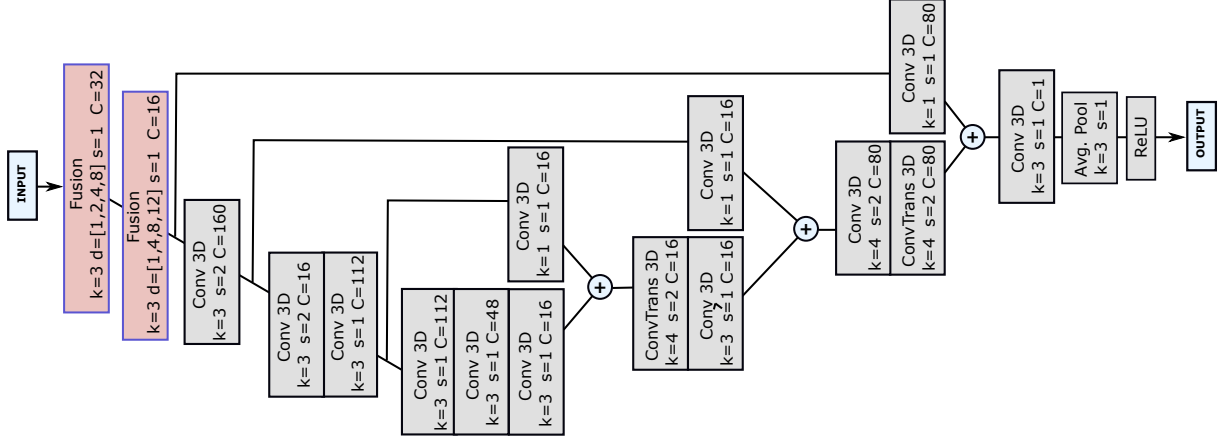 INPUT
Fusion
k=3 d=[1,2,4,8] s=1 C=32
Fusion
k=3 d=[1,4,8,12] s=1 C=16
Conv 3D
k=3 s=2 C=160
Conv 3D
k=3 s=2 C=16
Conv 3D
k=3 s=1 C=112
Conv 3D
k=3 s=1 C=112
Conv 3D
k=3 s=1 C=48
Conv 3D
k=3 s=1 C=16
Conv 3D
k=1 s=1 C=16
+
ConvTrans 3D
k=4 s=2 C=16
Conv 3D
k=3 s=1 C=16
Conv 3D
k=1 s=1 C=16
+
Conv 3D
k=4 s=2 C=80
ConvTrans 3D
k=4 s=2 C=80
Conv 3D
k=1 s=1 C=80
+
Conv 3D
k=3 s=1 C=1
Avg. Pool
k=3 s=1
ReLU
OUTPUT